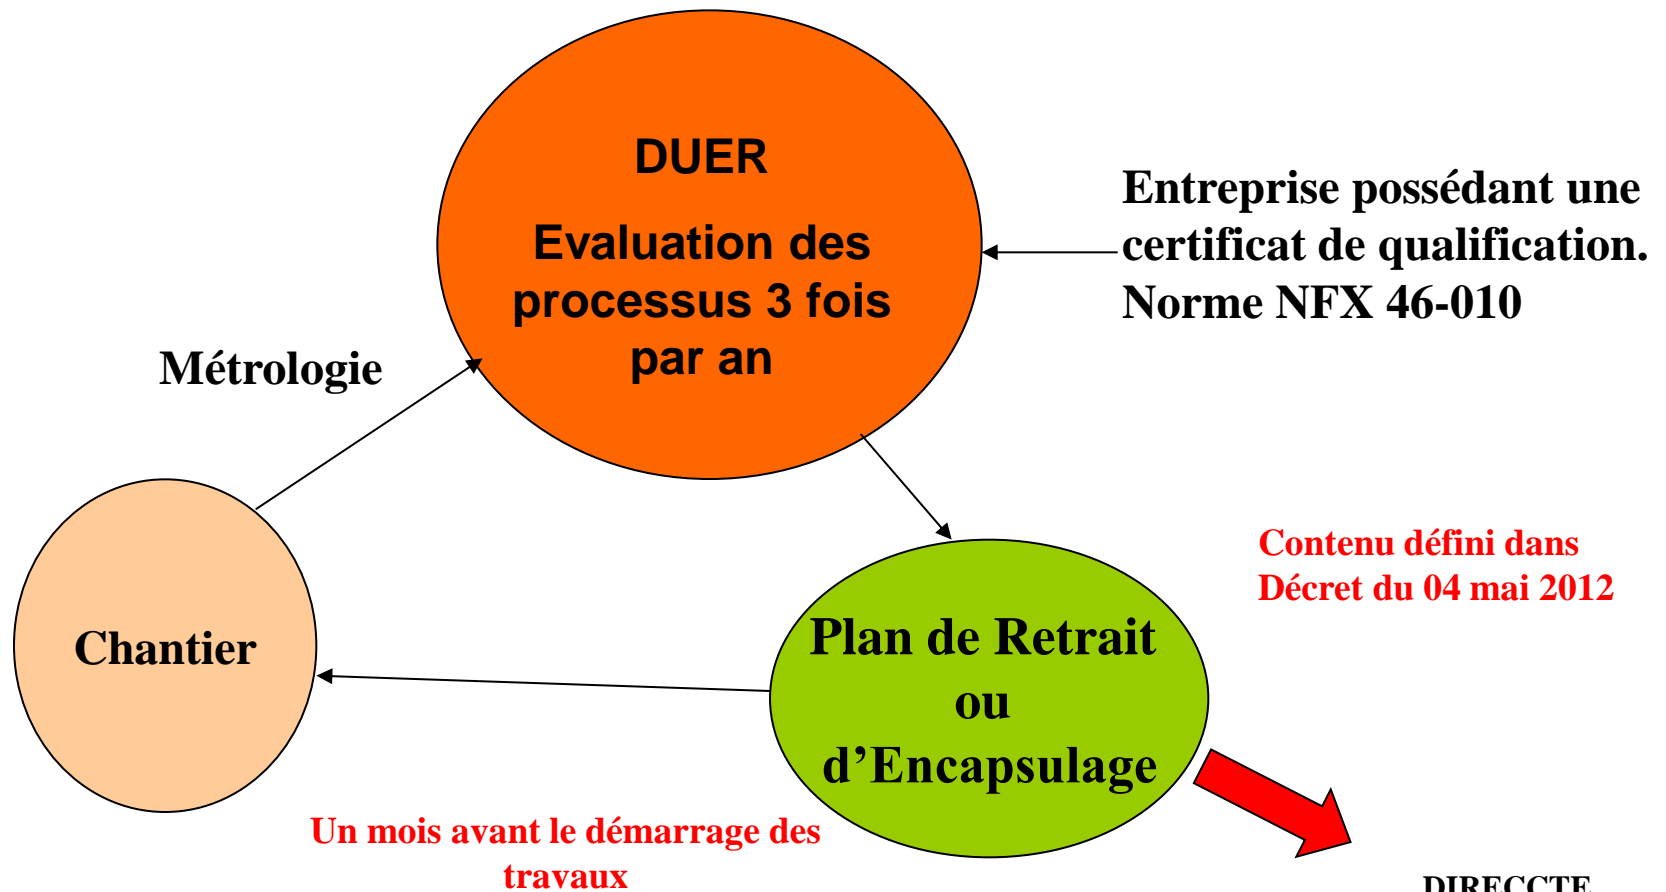 DUER
Evaluation des
processus 3 fois
par an
Entreprise possédant une
certificat de qualification.
Norme NFX 46-010
Métrologie
Contenu défini dans
Décret du 04 mai 2012
Chantier
Plan de Retrait
ou
d’Encapsulage
Un mois avant le démarrage des
travaux
DIRECCTE